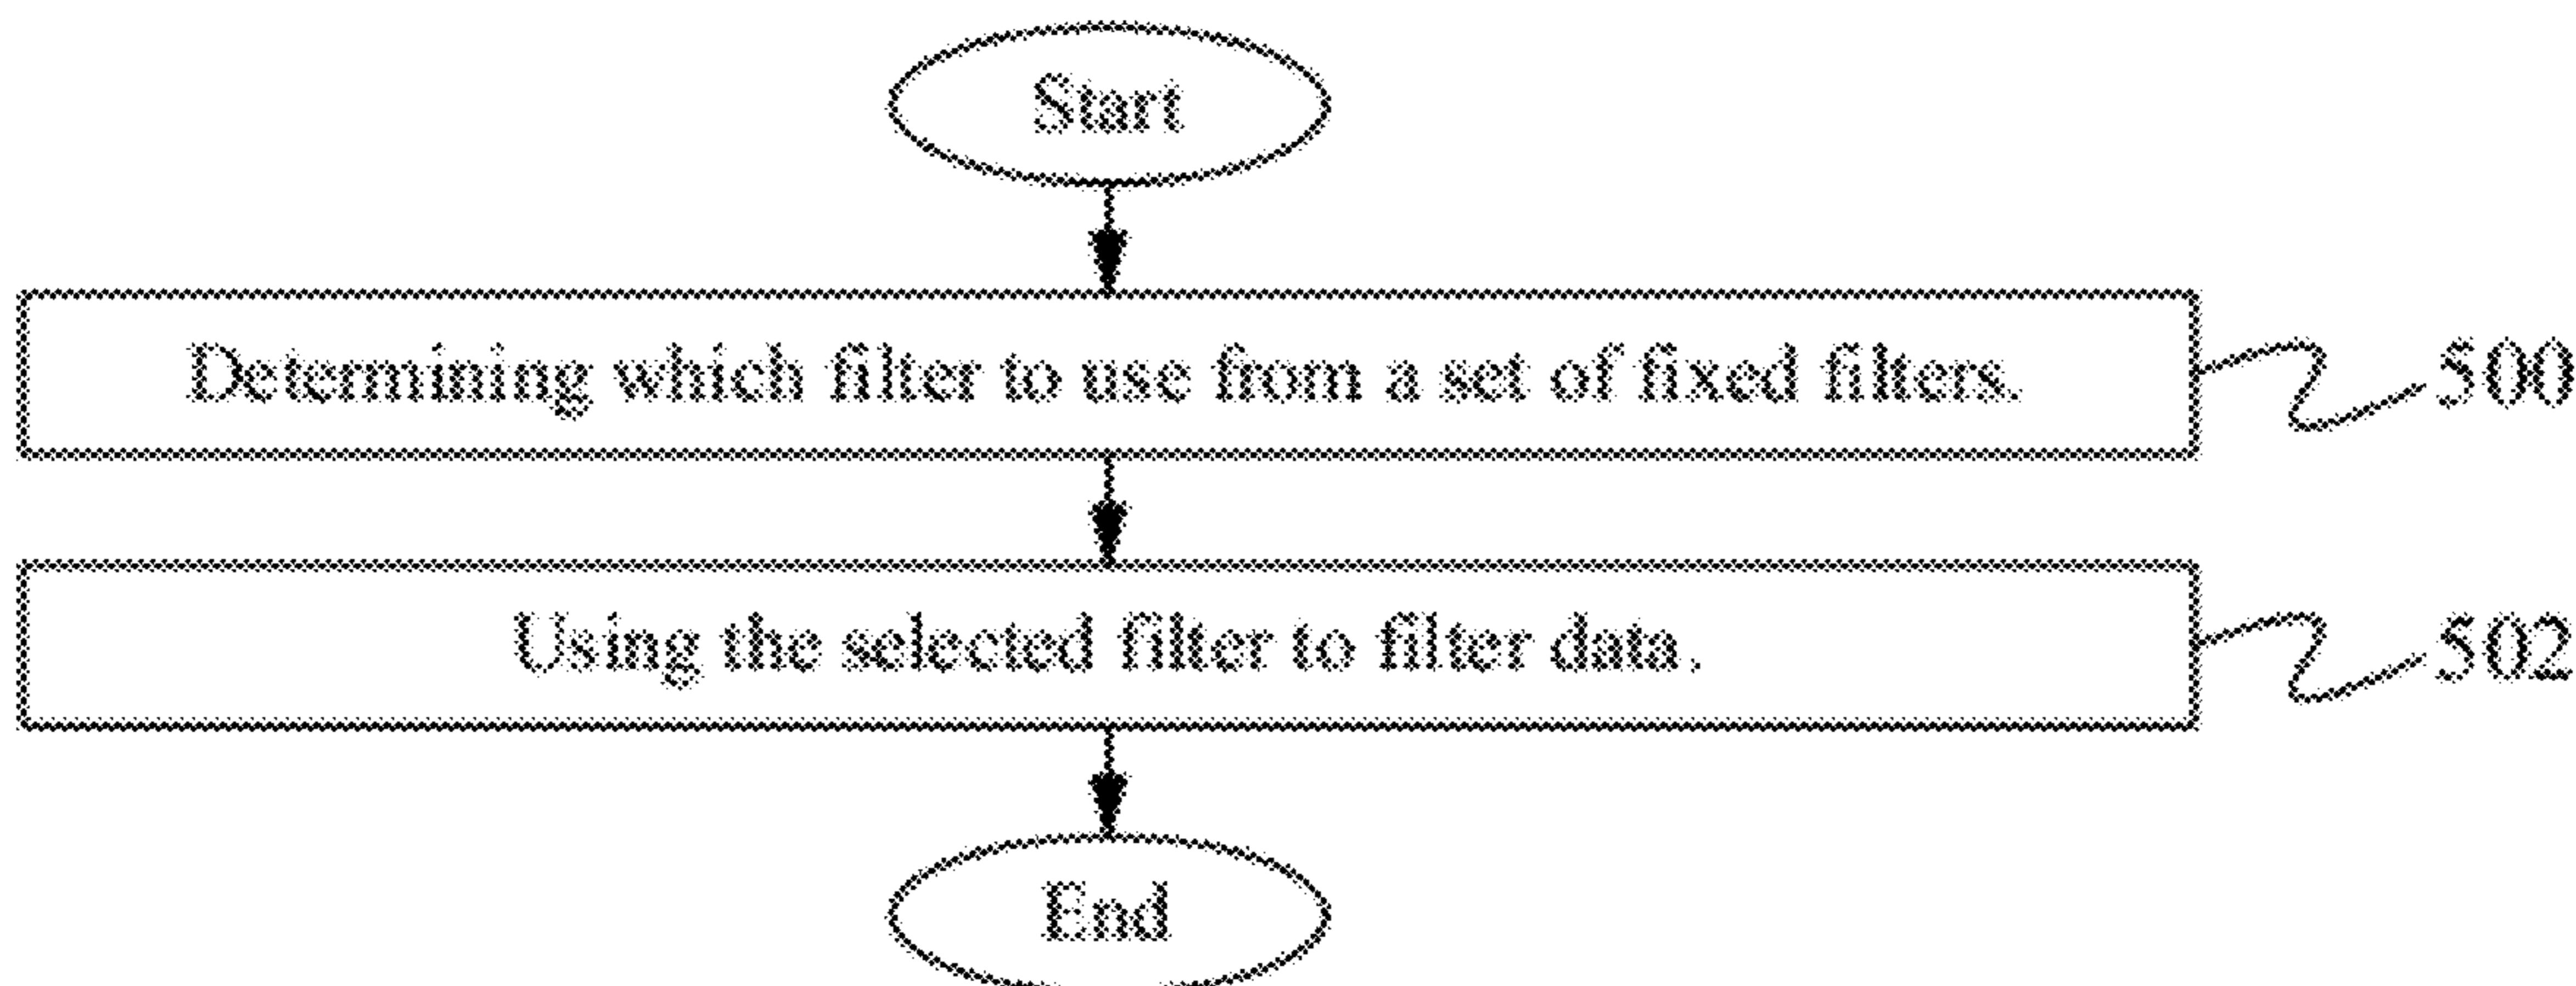 Start
Determining which filter to use from a set of fixed filters.
500
Using the selected filter to filter data.
502
End